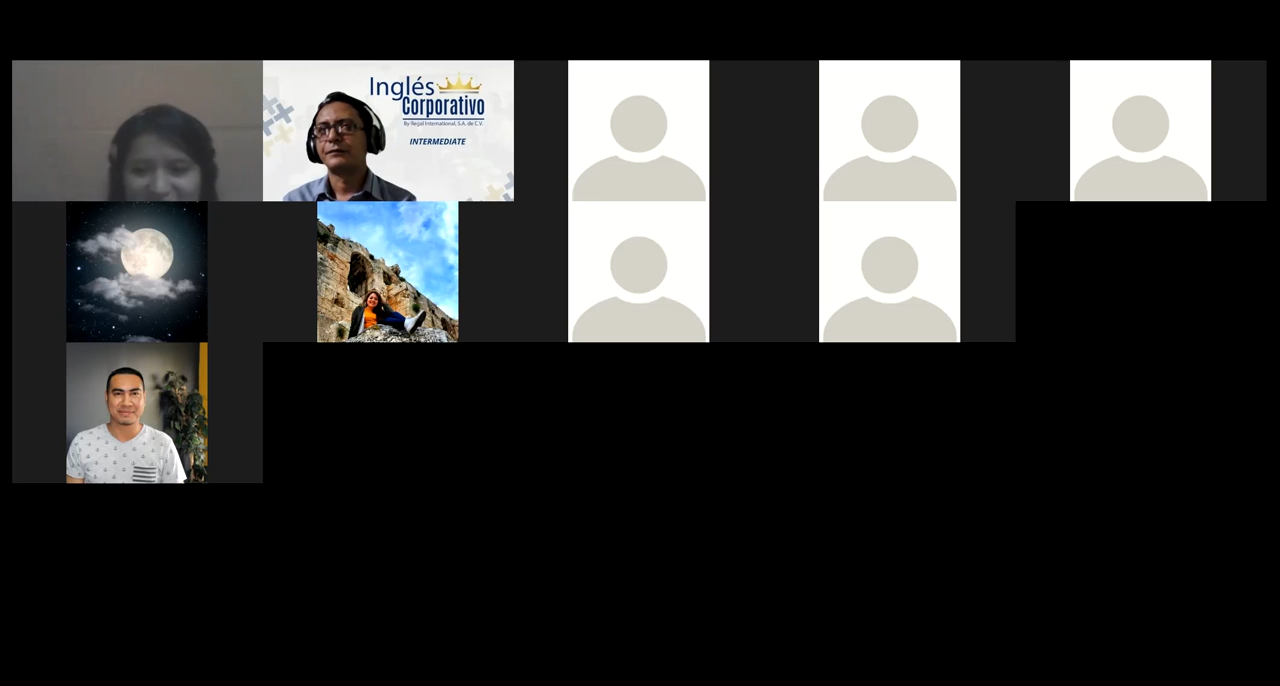 Inglés
Corporativo
By Regal International, S.A. de C.V.
INTERMEDIATE